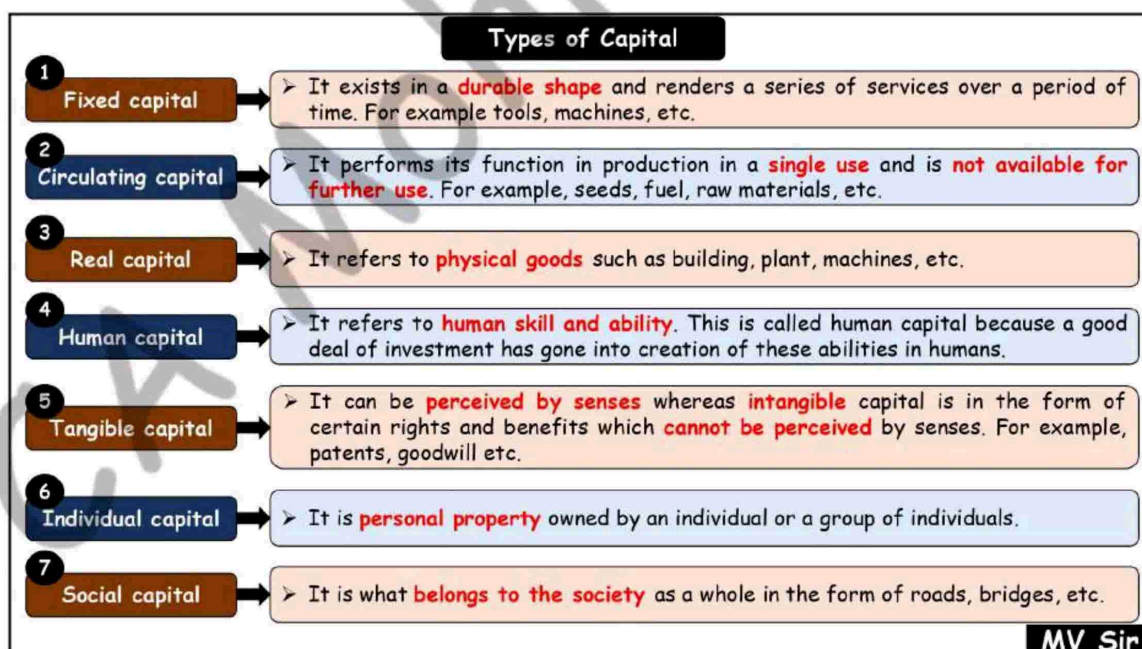 Types of Capital
1
Fixed capital
➢ It exists in a durable shape and renders a series of services over a period of
time. For example tools, machines, etc.
2
Circulating capital
➢ It performs its function in production in a single use and is not available for
further use. For example, seeds, fuel, raw materials, etc.
3
Real capital
➢ It refers to physical goods such as building, plant, machines, etc.
4
Human capital
➢ It refers to human skill and ability. This is called human capital because a good
deal of investment has gone into creation of these abilities in humans.
5
Tangible capital
➢ It can be perceived by senses whereas intangible capital is in the form of
certain rights and benefits which cannot be perceived by senses. For example,
patents, goodwill etc.
6
Individual capital
➢ It is personal property owned by an individual or a group of individuals.
7
Social capital
➢ It is what belongs to the society as a whole in the form of roads, bridges, etc.
MV Sir